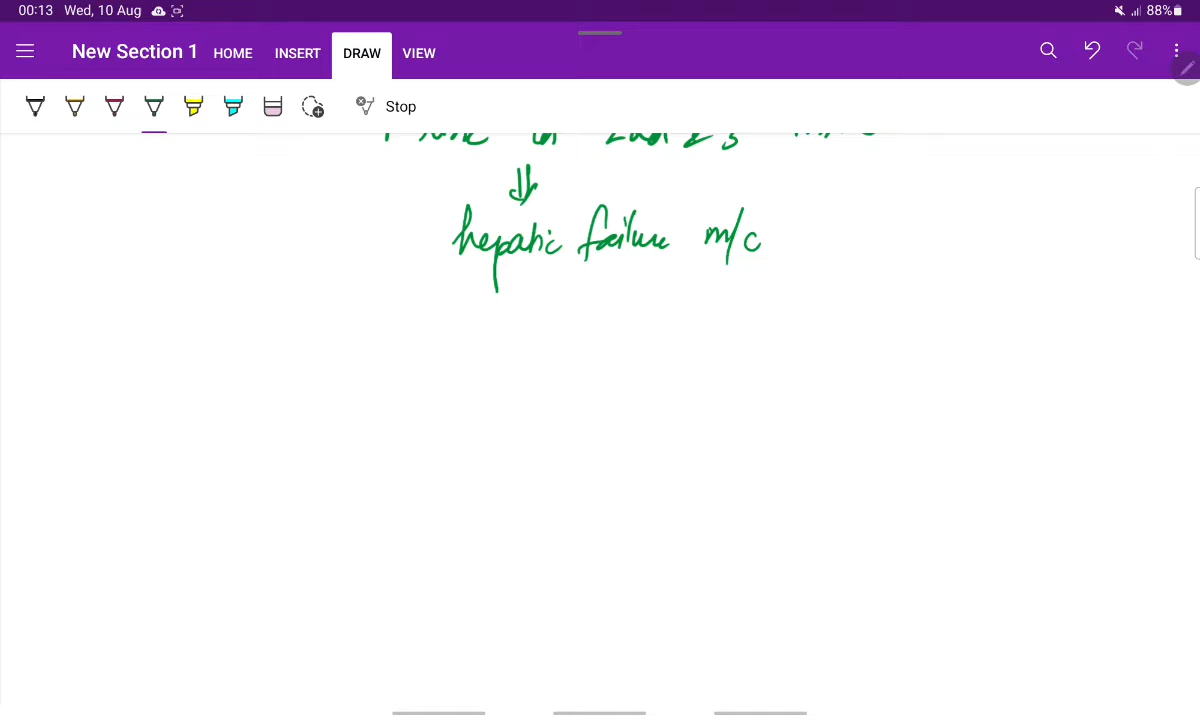 00:13 Wed, 10 Aug 88%
New Section 1 HOME INSERT DRAW VIEW
Stop
⇓
hepatic failure m/c